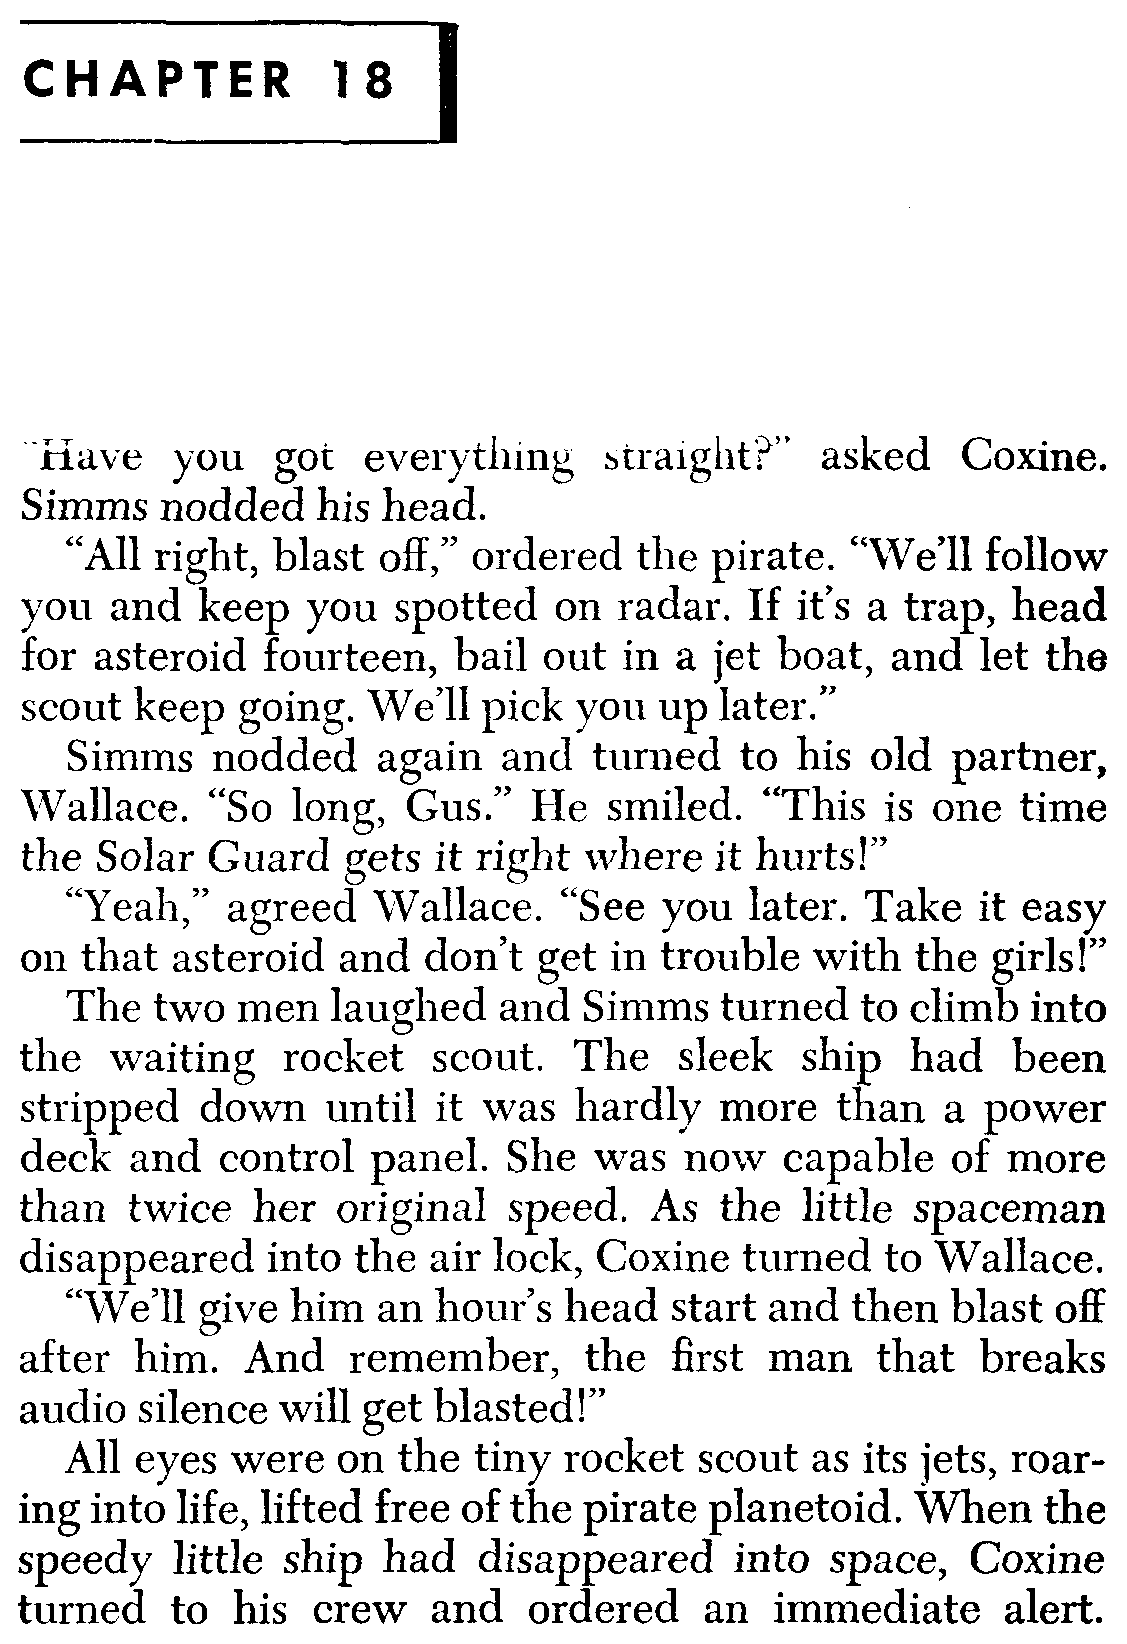 CHAPTER 18
"Have you got everything straight?" asked Coxine.
Simms nodded his head.
“All right, blast off,” ordered the pirate. “We’ll follow
you and keep you spotted on radar. If it’s a trap, head
for asteroid fourteen, bail out in a jet boat, and let the
scout keep going. We’ll pick you up later.”
Simms nodded again and turned to his old partner,
Wallace. “So long, Gus.” He smiled. “This is one time
the Solar Guard gets it right where it hurts!”
“Yeah,” agreed Wallace. “See you later. Take it easy
on that asteroid and don’t get in trouble with the girls!”
The two men laughed and Simms turned to climb into
the waiting rocket scout. The sleek ship had been
stripped down until it was hardly more than a power
deck and control panel. She was now capable of more
than twice her original speed. As the little spaceman
disappeared into the air lock, Coxine turned to Wallace.
“We’ll give him an hour’s head start and then blast off
after him. And remember, the first man that breaks
audio silence will get blasted!”
All eyes were on the tiny rocket scout as its jets, roar-
ing into life, lifted free of the pirate planetoid. When the
speedy little ship had disappeared into space, Coxine
turned to his crew and ordered an immediate alert.